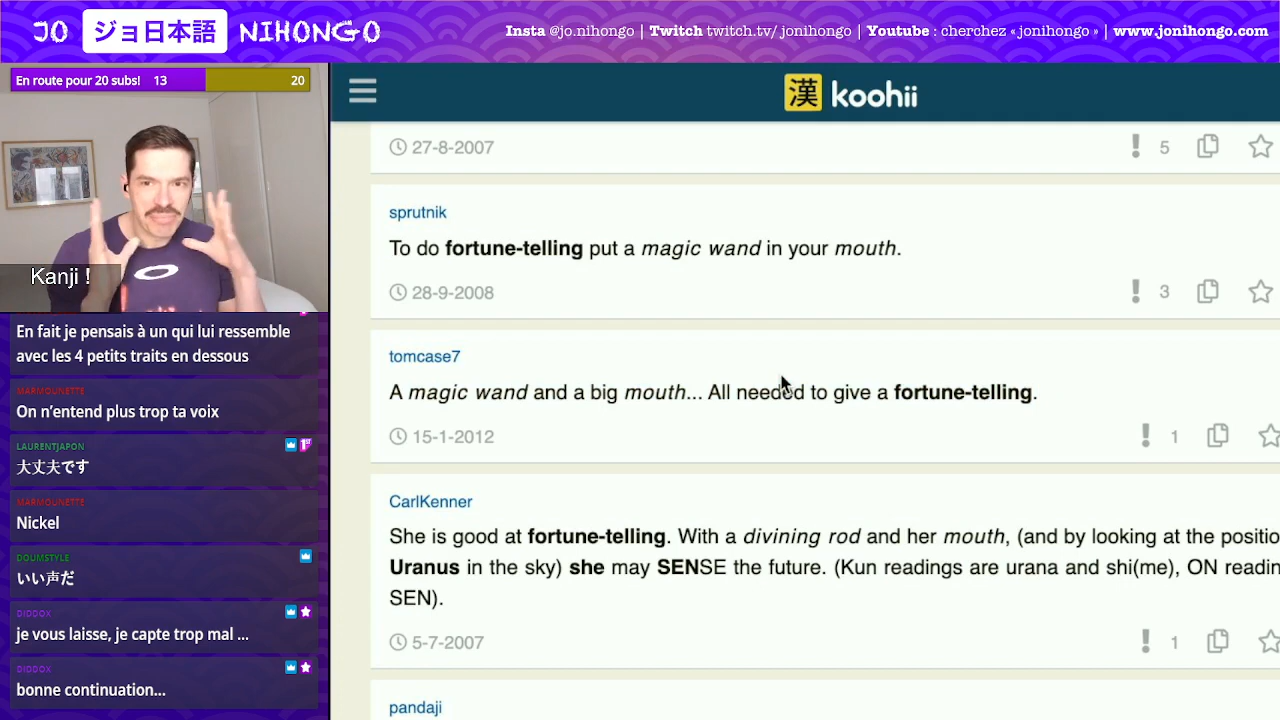 JO ジョ日本語 NIHONGO
Insta @jo.nihongo | Twitch twitch.tv/ jonihongo | Youtube : cherchez « jonihongo » | www.jonihongo.com
En route pour 20 subs! 13 20
Kanji !
En fait je pensais à un qui lui ressemble
avec les 4 petits traits en dessous
MARMOUNETTE
On n'entend plus trop ta voix
LAURENTJAPON
大丈夫です
MARMOUNETTE
Nickel
DOUMSTYLE
いい声だ
DIDDOX
je vous laisse, je capte trop mal ...
DIDDOX
bonne continuation...
漢 koohii
27-8-2007 5
sprutnik
To do fortune-telling put a magic wand in your mouth.
28-9-2008 3
tomcase7
A magic wand and a big mouth... All needed to give a fortune-telling.
15-1-2012 1
CarlKenner
She is good at fortune-telling. With a divining rod and her mouth, (and by looking at the positio
Uranus in the sky) she may SENSE the future. (Kun readings are urana and shi(me), ON readin
SEN).
5-7-2007 1
pandaji